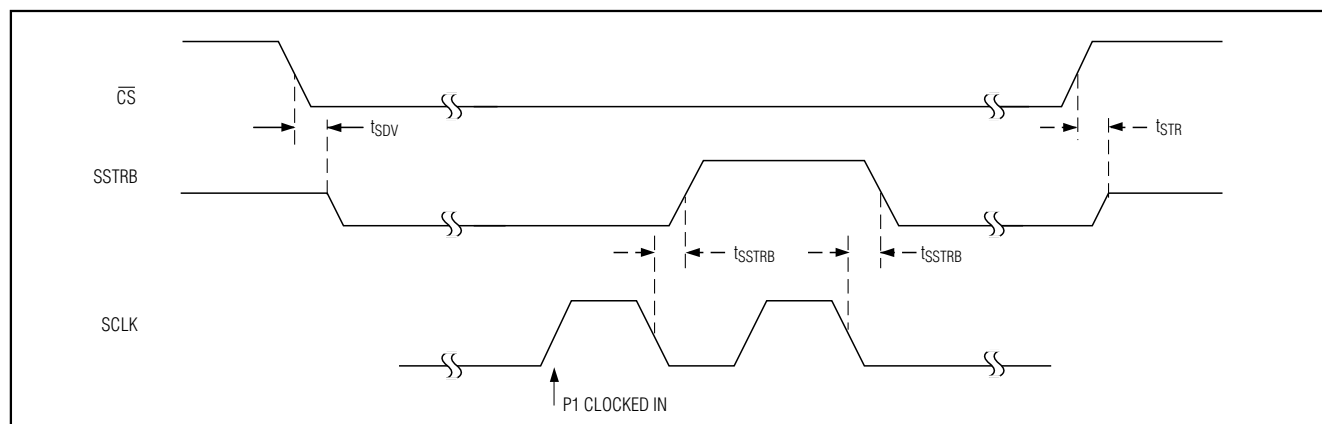 CS
tSDV
tSTR
SSTRB
tSSTRB
tSSTRB
SCLK
P1 CLOCKED IN